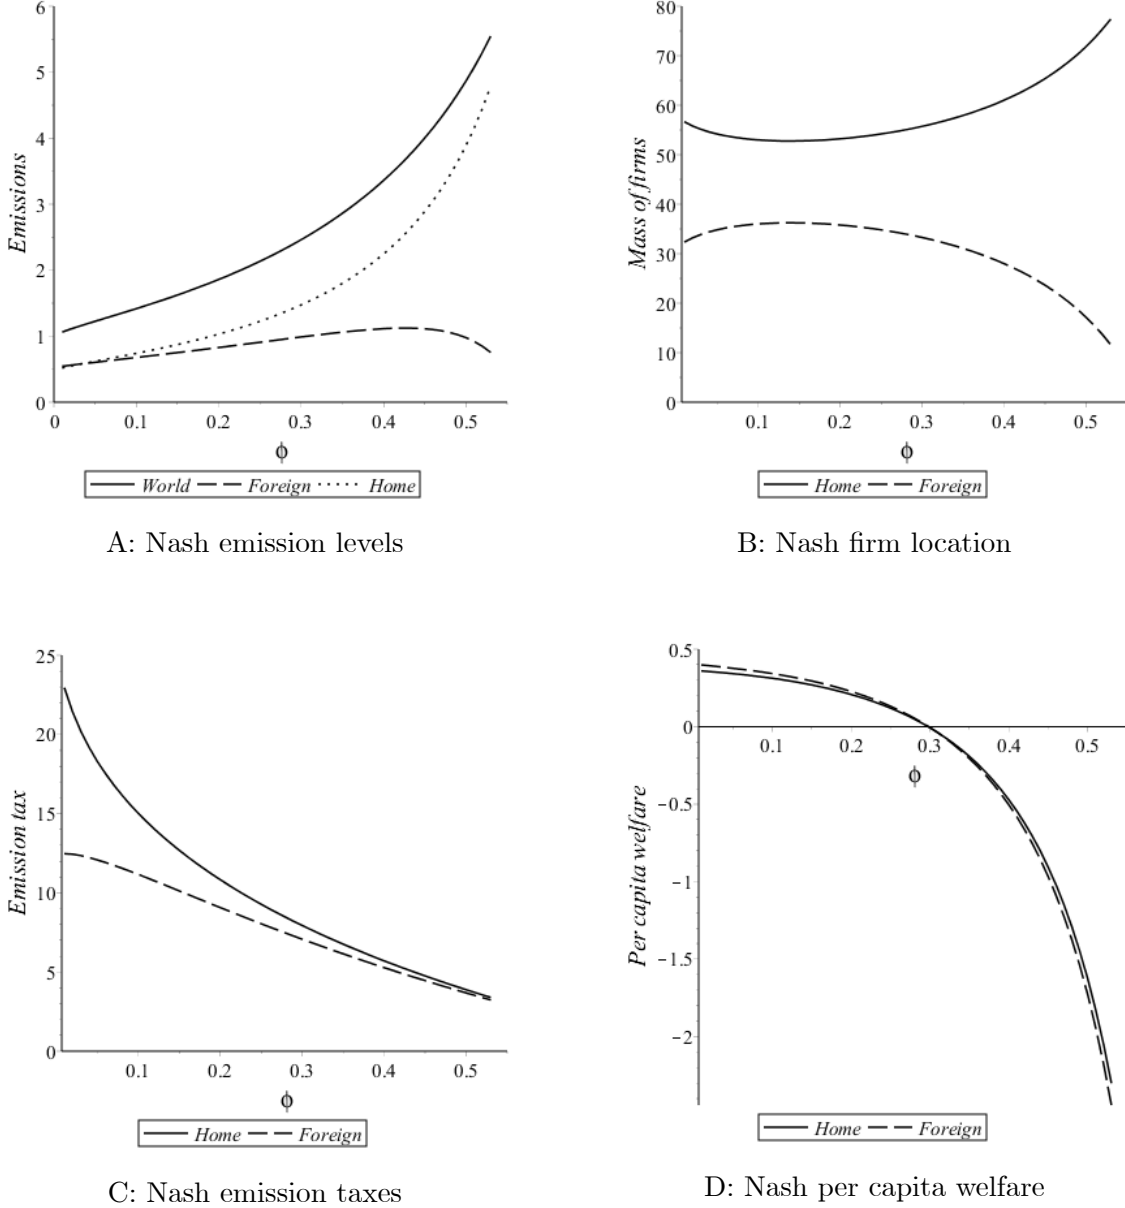 6
5
4
3
2
1
0
Emissions
0 0.1 0.2 0.3 0.4 0.5
ϕ
World Foreign Home
A: Nash emission levels
80
70
60
50
40
30
20
10
0
Mass of firms
0.1 0.2 0.3 0.4 0.5
ϕ
Home Foreign
B: Nash firm location
25
20
15
10
5
0
Emission tax
0.1 0.2 0.3 0.4 0.5
ϕ
Home Foreign
C: Nash emission taxes
0.5
0
−0.5
−1
−1.5
−2
Per capita welfare
0.1 0.2 0.3 0.4 0.5
ϕ
Home Foreign
D: Nash per capita welfare